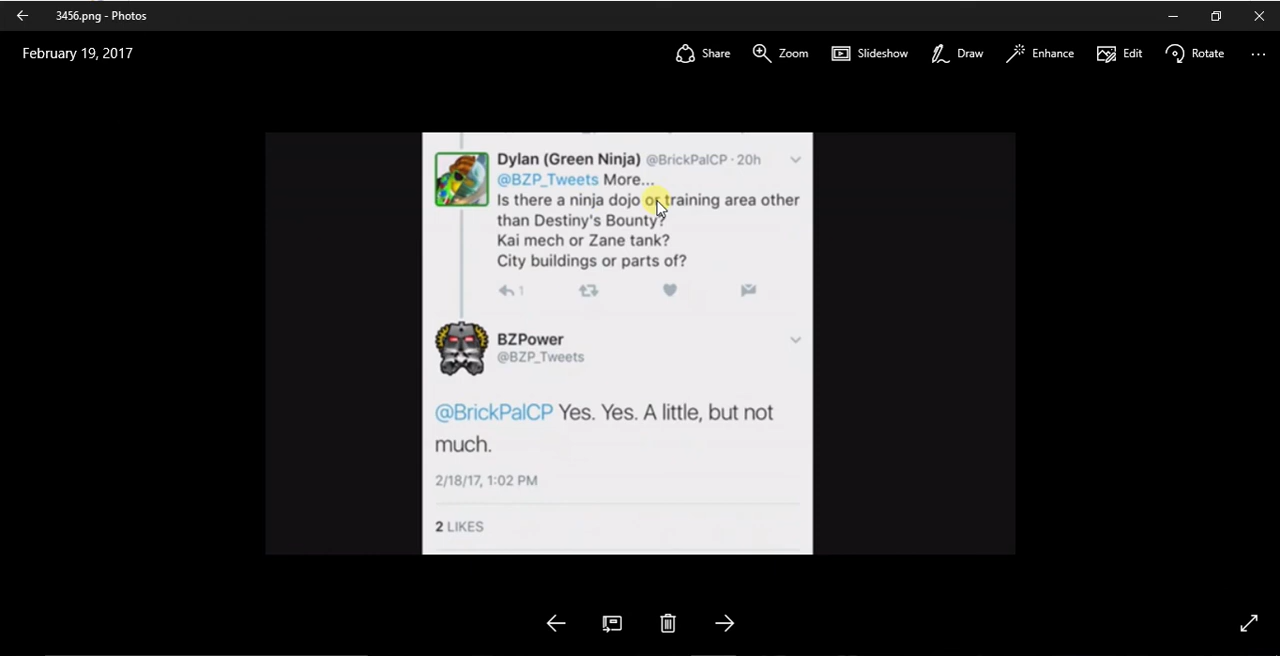 3456.png - Photos
February 19, 2017
Share
Zoom
Slideshow
Draw
Enhance
Edit
Rotate
Dylan (Green Ninja) @BrickPalCP · 20h
@BZP_Tweets More...
Is there a ninja dojo or training area other
than Destiny's Bounty?
Kai mech or Zane tank?
City buildings or parts of?
1
BZPower
@BZP_Tweets
@BrickPalCP Yes. Yes. A little, but not
much.
2/18/17, 1:02 PM
2 LIKES